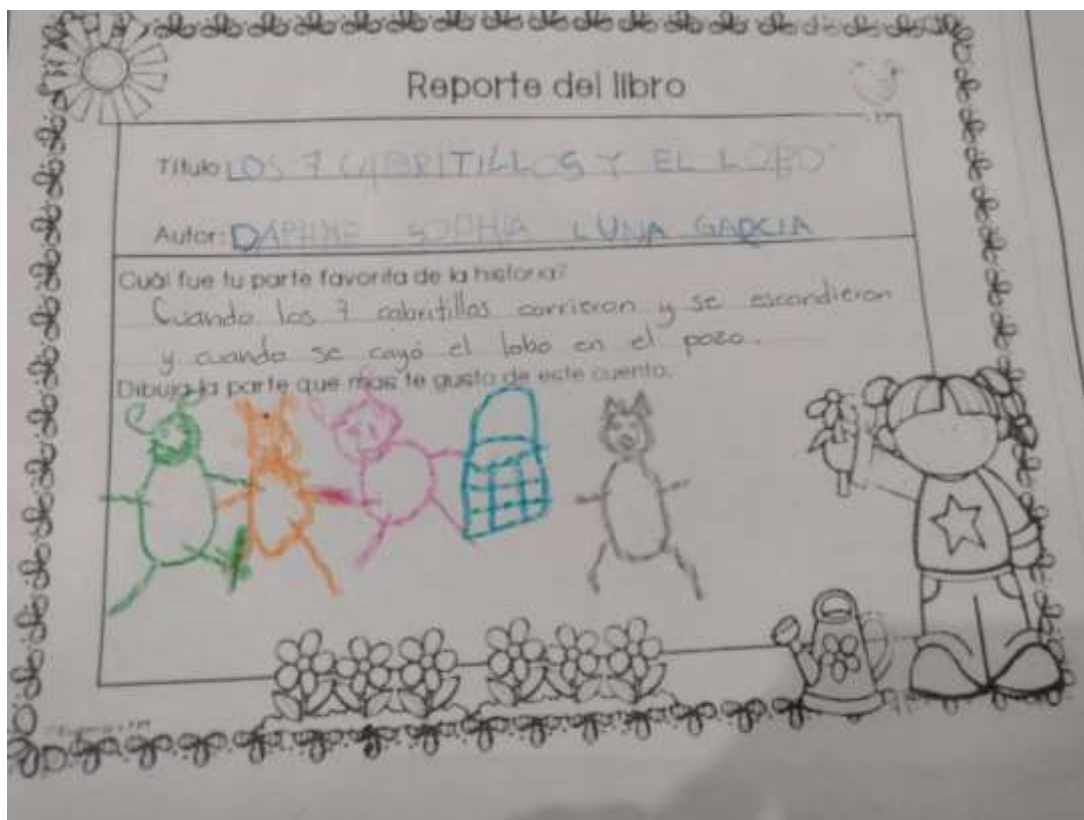 Reporte del libro
Titulo LOS 7 CABRITILLOS Y EL LOBO
Autor: DAPHNE SOPHIA LUNA GARCIA
Cuál fue tu parte favorita de la historia?
Cuando los 7 cabritillos corrieron y se escondieron
y cuando se cayó el lobo en el pozo.
Dibuja la parte que mas te gusto de este cuento.